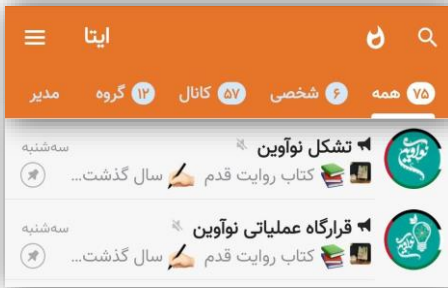 ایتا
۷۵ همه ۶ شخصی ۵۷ کانال ۱۲ گروه مدیر
تشکل نوآوین سه‌شنبه
کتاب روایت قدم ✍️ سال گذشت...
قرارگاه عملیاتی نوآوین سه‌شنبه
کتاب روایت قدم ✍️ سال گذشت...